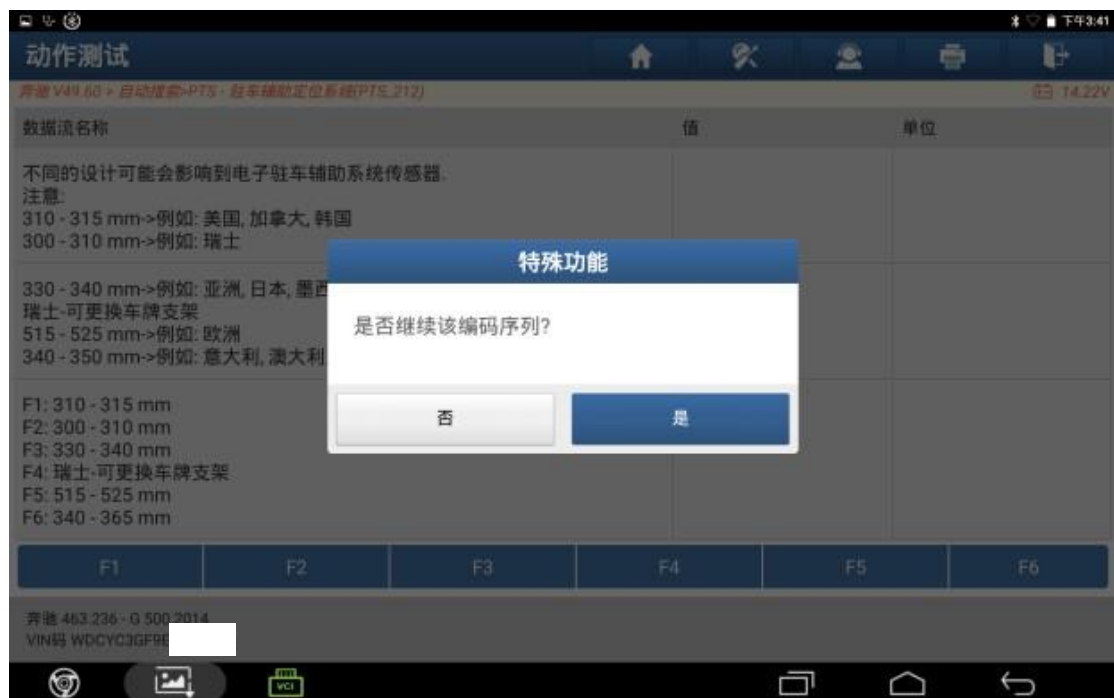 下午3:41
动作测试
奔驰 V49.60 > 自动搜索>PTS - 驻车辅助定位系统(PTS_212)
14.22V
数据流名称
值
单位
不同的设计可能会影响到电子驻车辅助系统传感器.
注意:
310 - 315 mm->例如: 美国, 加拿大, 韩国
300 - 310 mm->例如: 瑞士
330 - 340 mm->例如: 亚洲, 日本, 墨西
瑞士-可更换车牌支架
515 - 525 mm->例如: 欧洲
340 - 350 mm->例如: 意大利, 澳大利
特殊功能
是否继续该编码序列?
否
是
F1: 310 - 315 mm
F2: 300 - 310 mm
F3: 330 - 340 mm
F4: 瑞士-可更换车牌支架
F5: 515 - 525 mm
F6: 340 - 365 mm
F1
F2
F3
F4
F5
F6
奔驰 463.236 - G 500 2014
VIN码 WDCYC3GF9E
VCI